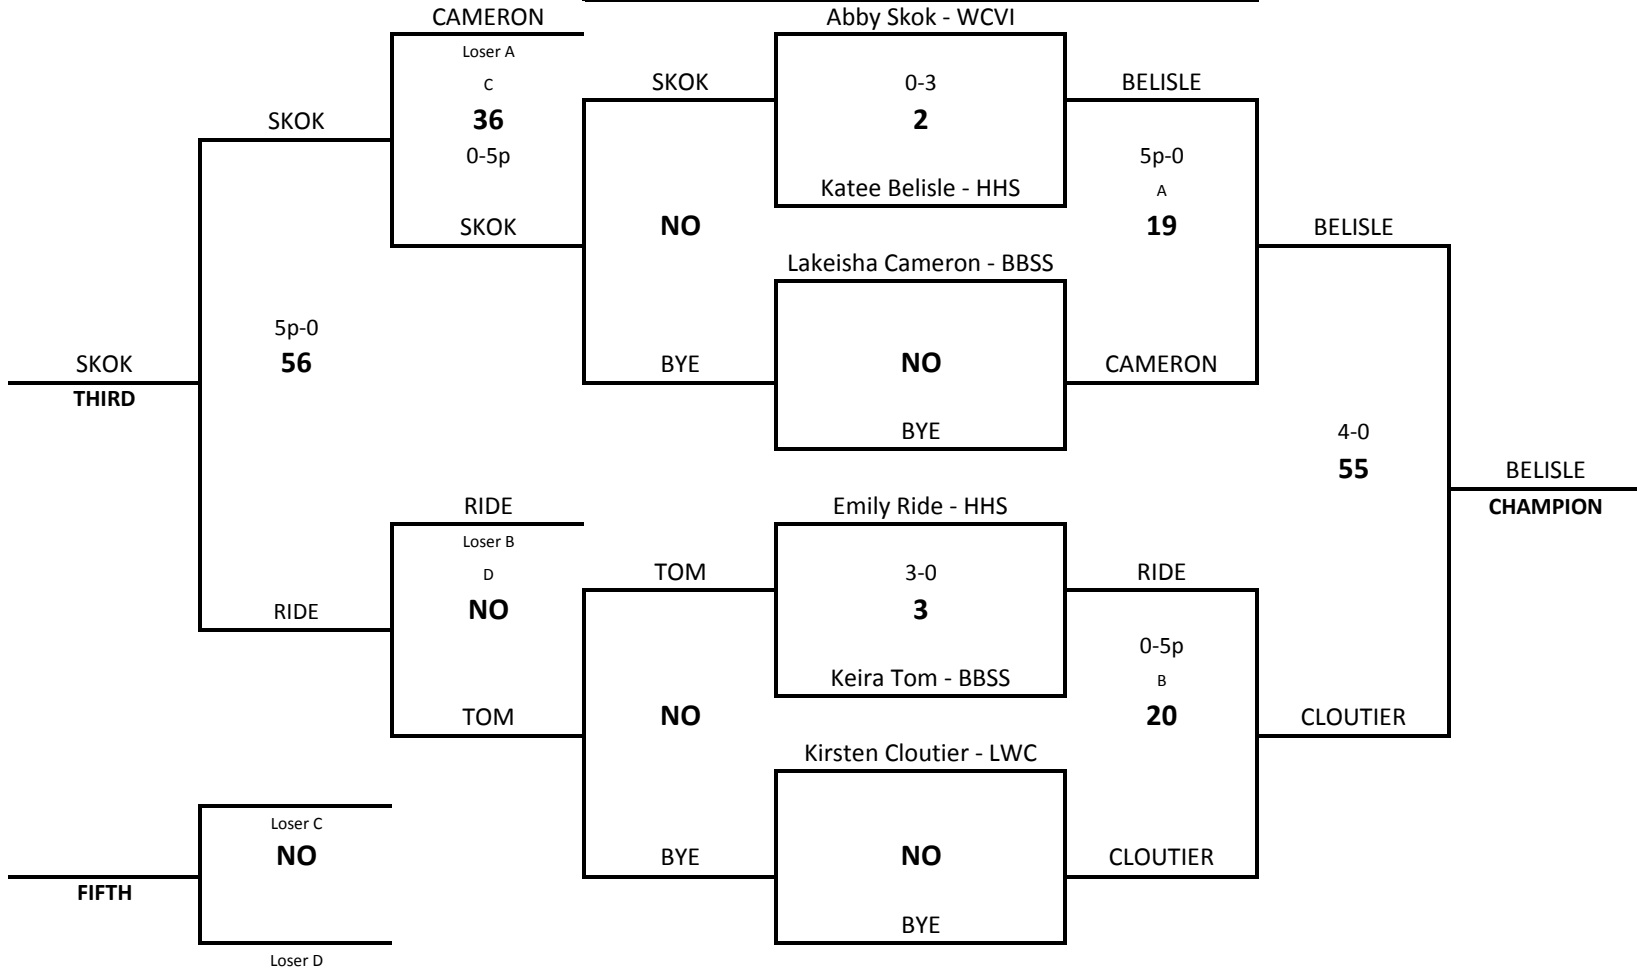 CAMERON
Abby Skok - WCVI
Loser A
SKOK
0-3
BELISLE
C
36
2
SKOK
0-5p
5p-0
Katee Belisle - HHS
A
SKOK
NO
19
BELISLE
Lakeisha Cameron - BBSS
5p-0
SKOK
56
BYE
NO
CAMERON
THIRD
BYE
4-0
55
BELISLE
RIDE
Emily Ride - HHS
CHAMPION
Loser B
D
TOM
3-0
RIDE
RIDE
NO
3
0-5p
Keira Tom - BBSS
B
TOM
NO
20
CLOUTIER
Kirsten Cloutier - LWC
Loser C
NO
BYE
NO
CLOUTIER
FIFTH
BYE
Loser D